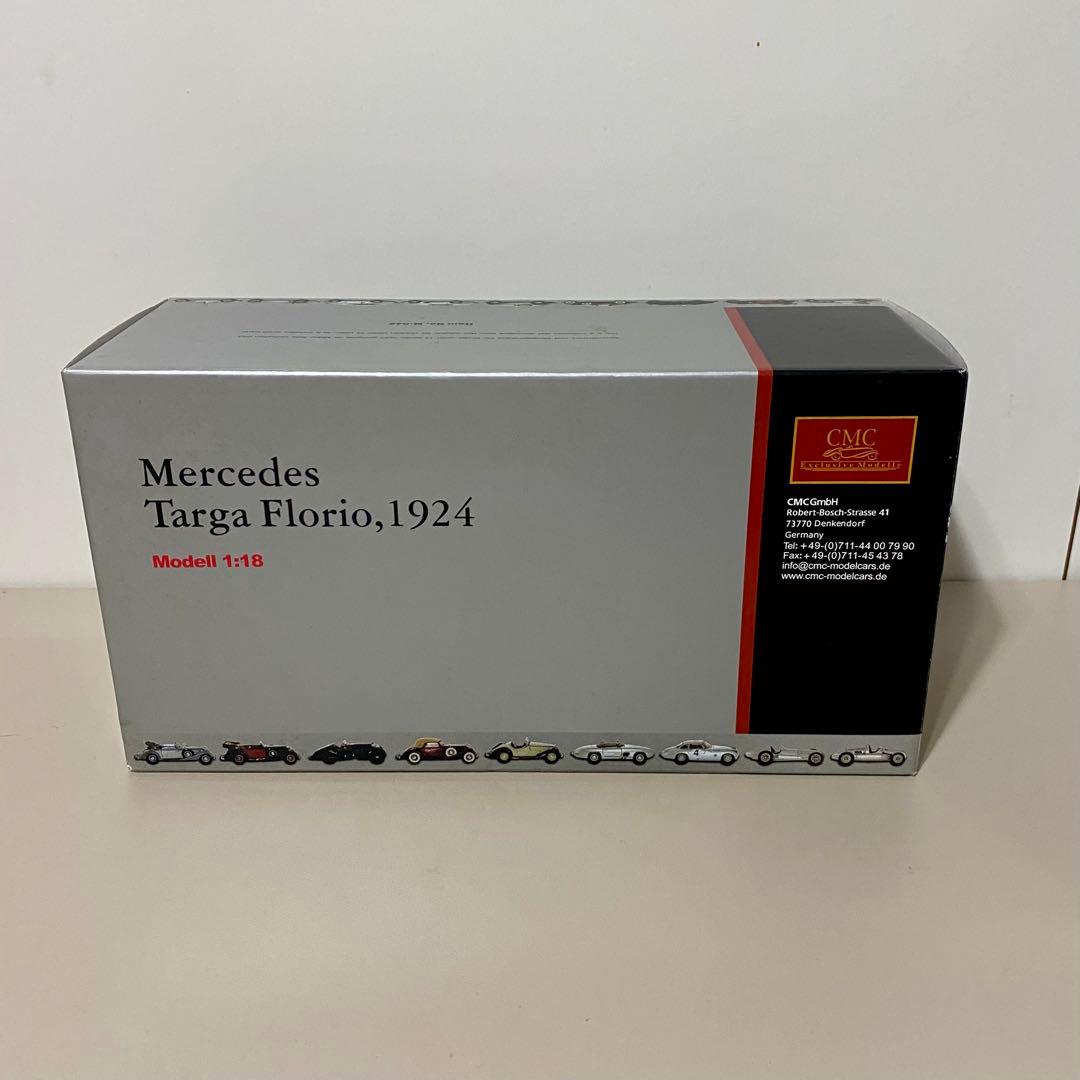 Mercedes
Targa Florio, 1924
Modell 1:18
CMC
Exclusive Modelle
CMC GmbH
Robert-Bosch-Strasse 41
73770 Denkendorf
Germany
Tel: +49-(0)711-44 00 79 90
Fax: +49-(0)711-45 43 78
info@cmc-modelcars.de
www.cmc-modelcars.de
4